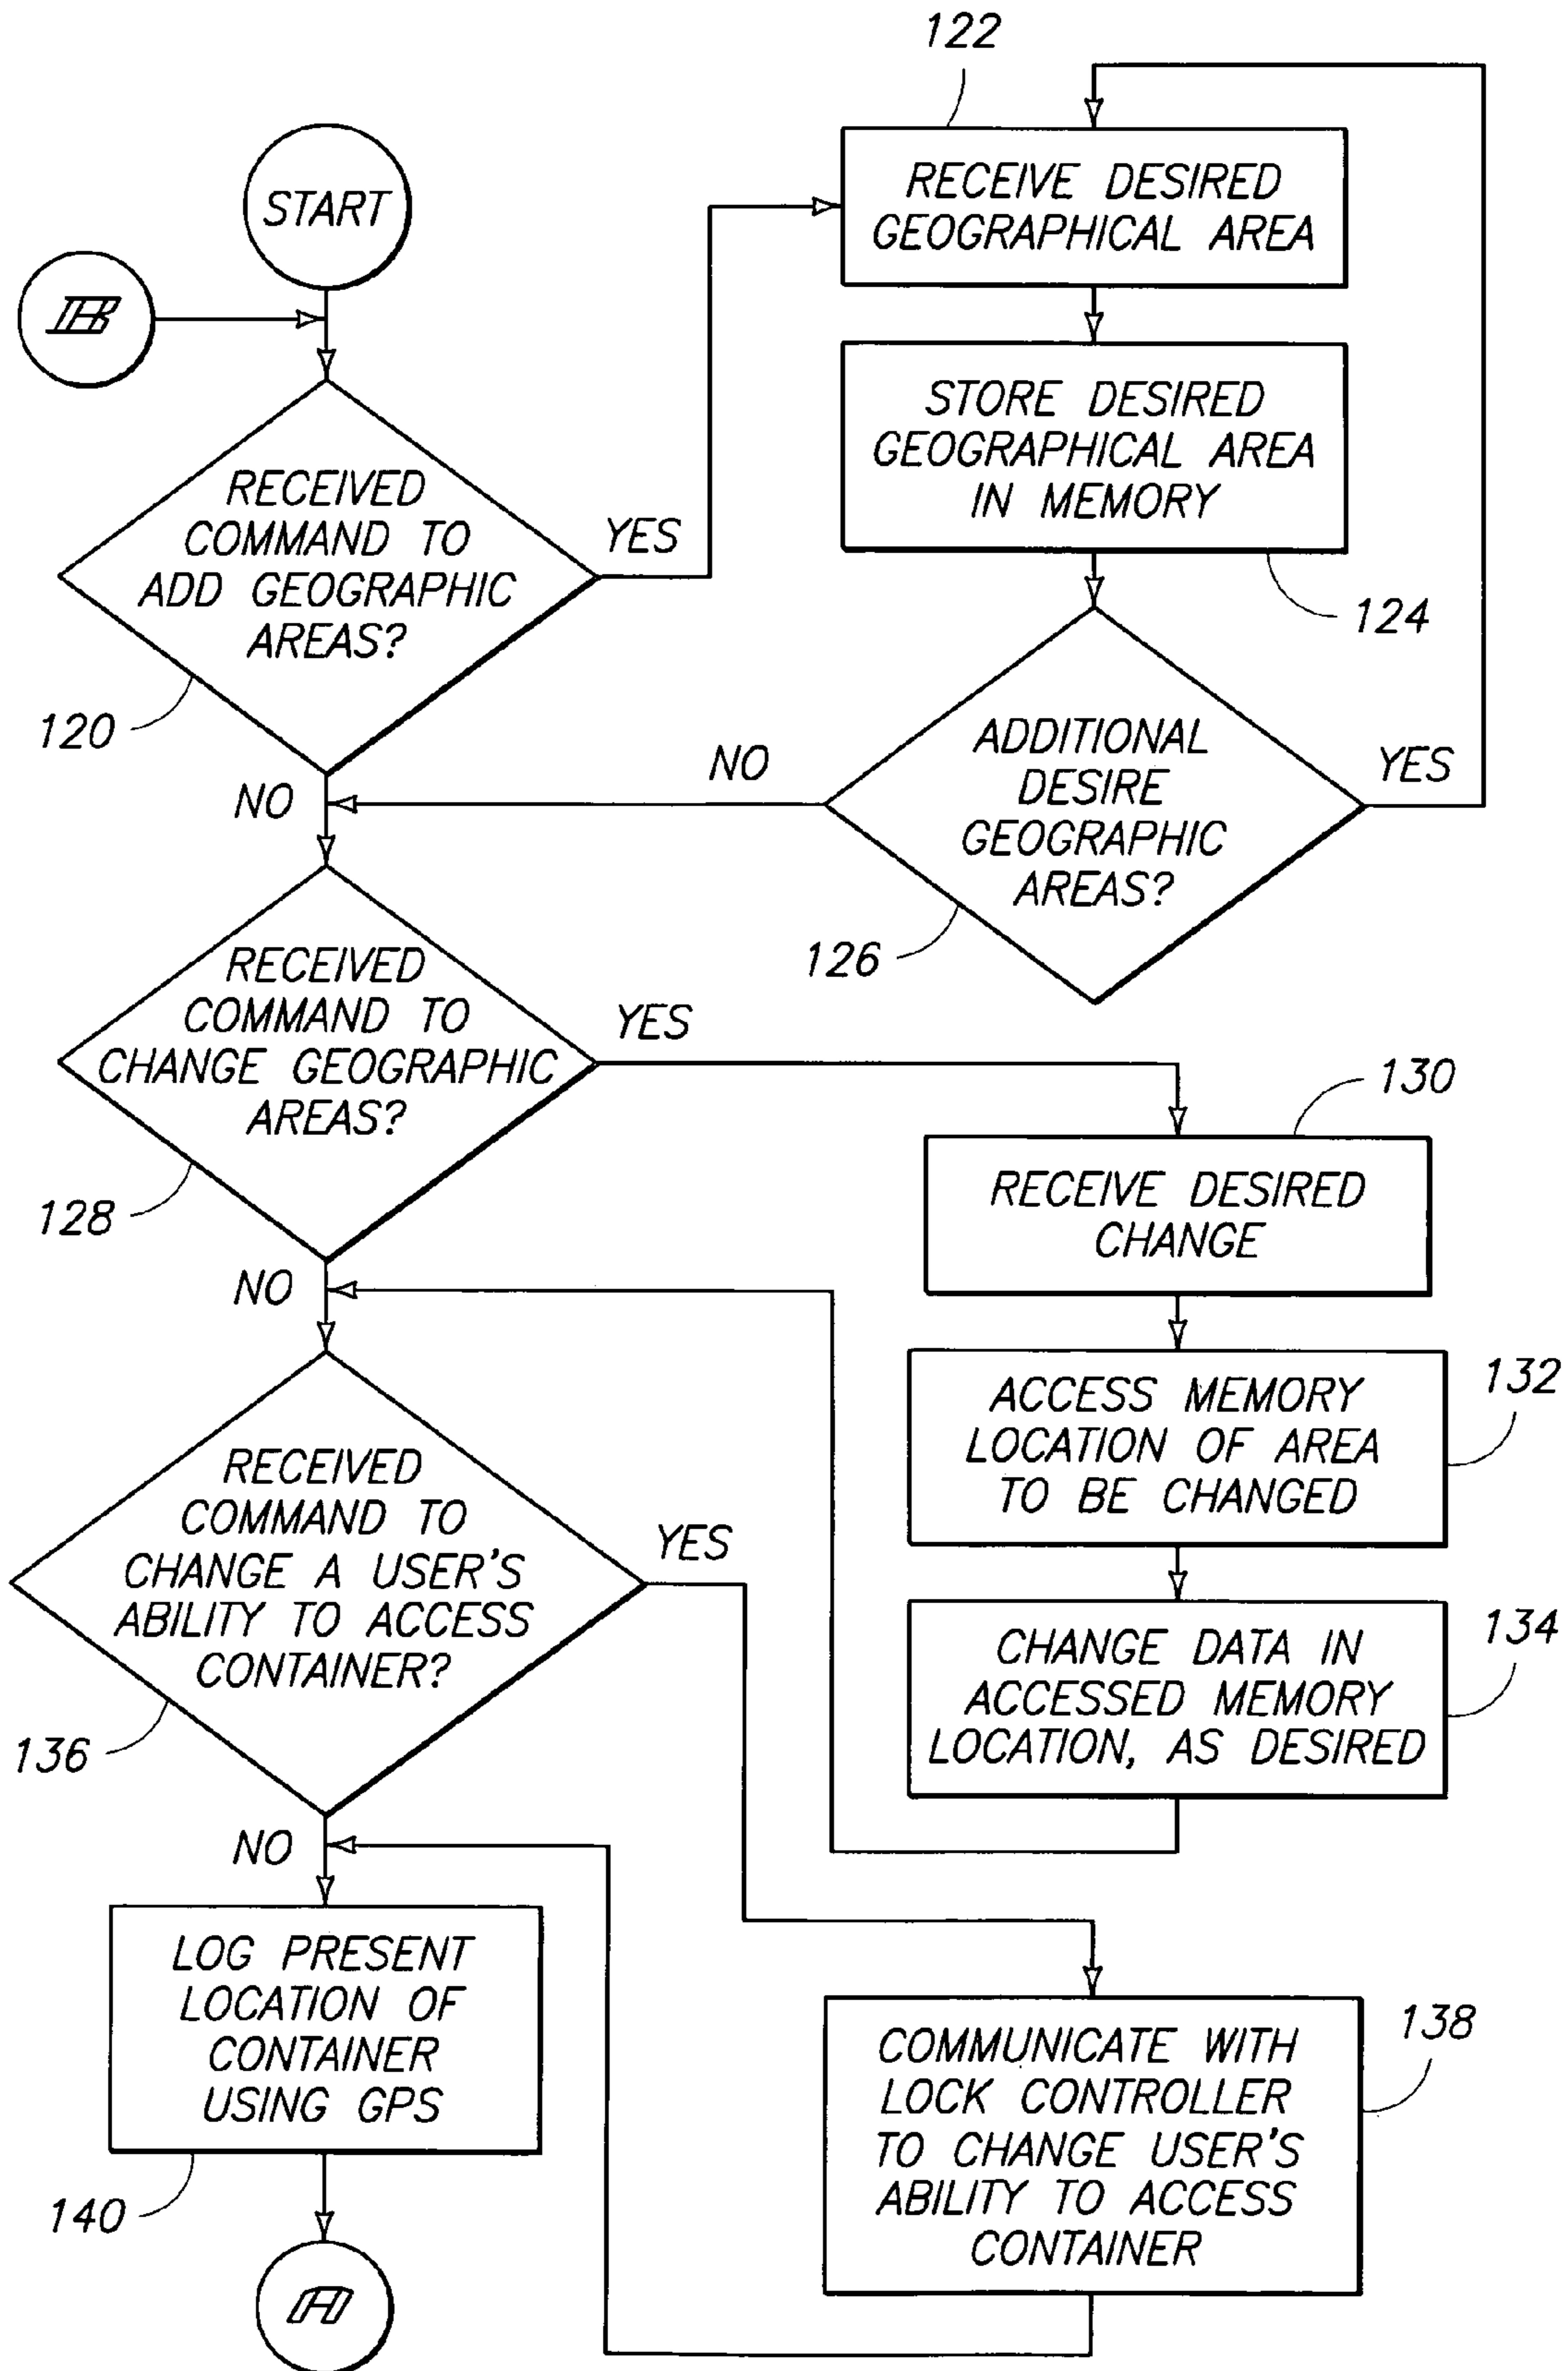 122
START
RECEIVE DESIRED
GEOGRAPHICAL AREA
B
STORE DESIRED
GEOGRAPHICAL AREA
IN MEMORY
124
RECEIVED
COMMAND TO
ADD GEOGRAPHIC
AREAS?
YES
120
NO
ADDITIONAL
DESIRE
GEOGRAPHIC
AREAS?
NO
YES
126
RECEIVED
COMMAND TO
CHANGE GEOGRAPHIC
AREAS?
YES
128
NO
130
RECEIVE DESIRED
CHANGE
132
ACCESS MEMORY
LOCATION OF AREA
TO BE CHANGED
134
CHANGE DATA IN
ACCESSED MEMORY
LOCATION, AS DESIRED
RECEIVED
COMMAND TO
CHANGE A USER'S
ABILITY TO ACCESS
CONTAINER?
YES
136
NO
LOG PRESENT
LOCATION OF
CONTAINER
USING GPS
140
138
COMMUNICATE WITH
LOCK CONTROLLER
TO CHANGE USER'S
ABILITY TO ACCESS
CONTAINER
A